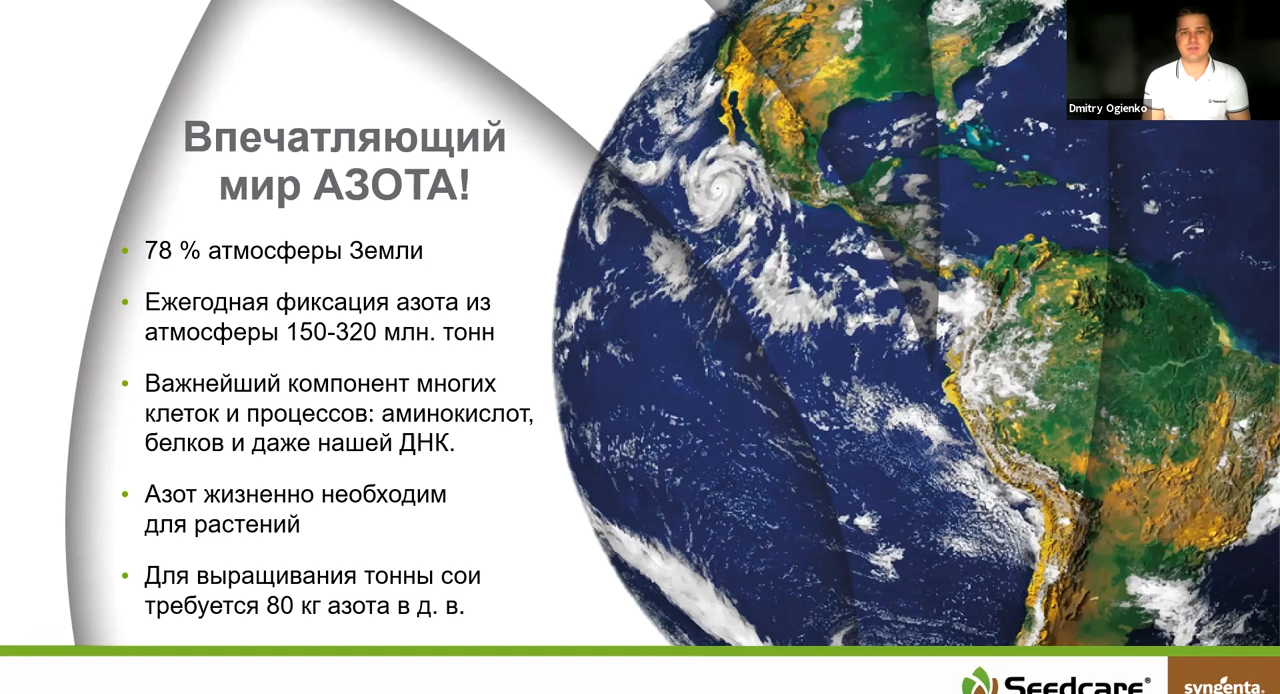 Впечатляющий
мир АЗОТА!
• 78 % атмосферы Земли
• Ежегодная фиксация азота из
атмосферы 150-320 млн. тонн
• Важнейший компонент многих
клеток и процессов: аминокислот,
белков и даже нашей ДНК.
• Азот жизненно необходим
для растений
• Для выращивания тонны сои
требуется 80 кг азота в д. в.
Dmitry Ogienko
Seedcare®
syngenta.